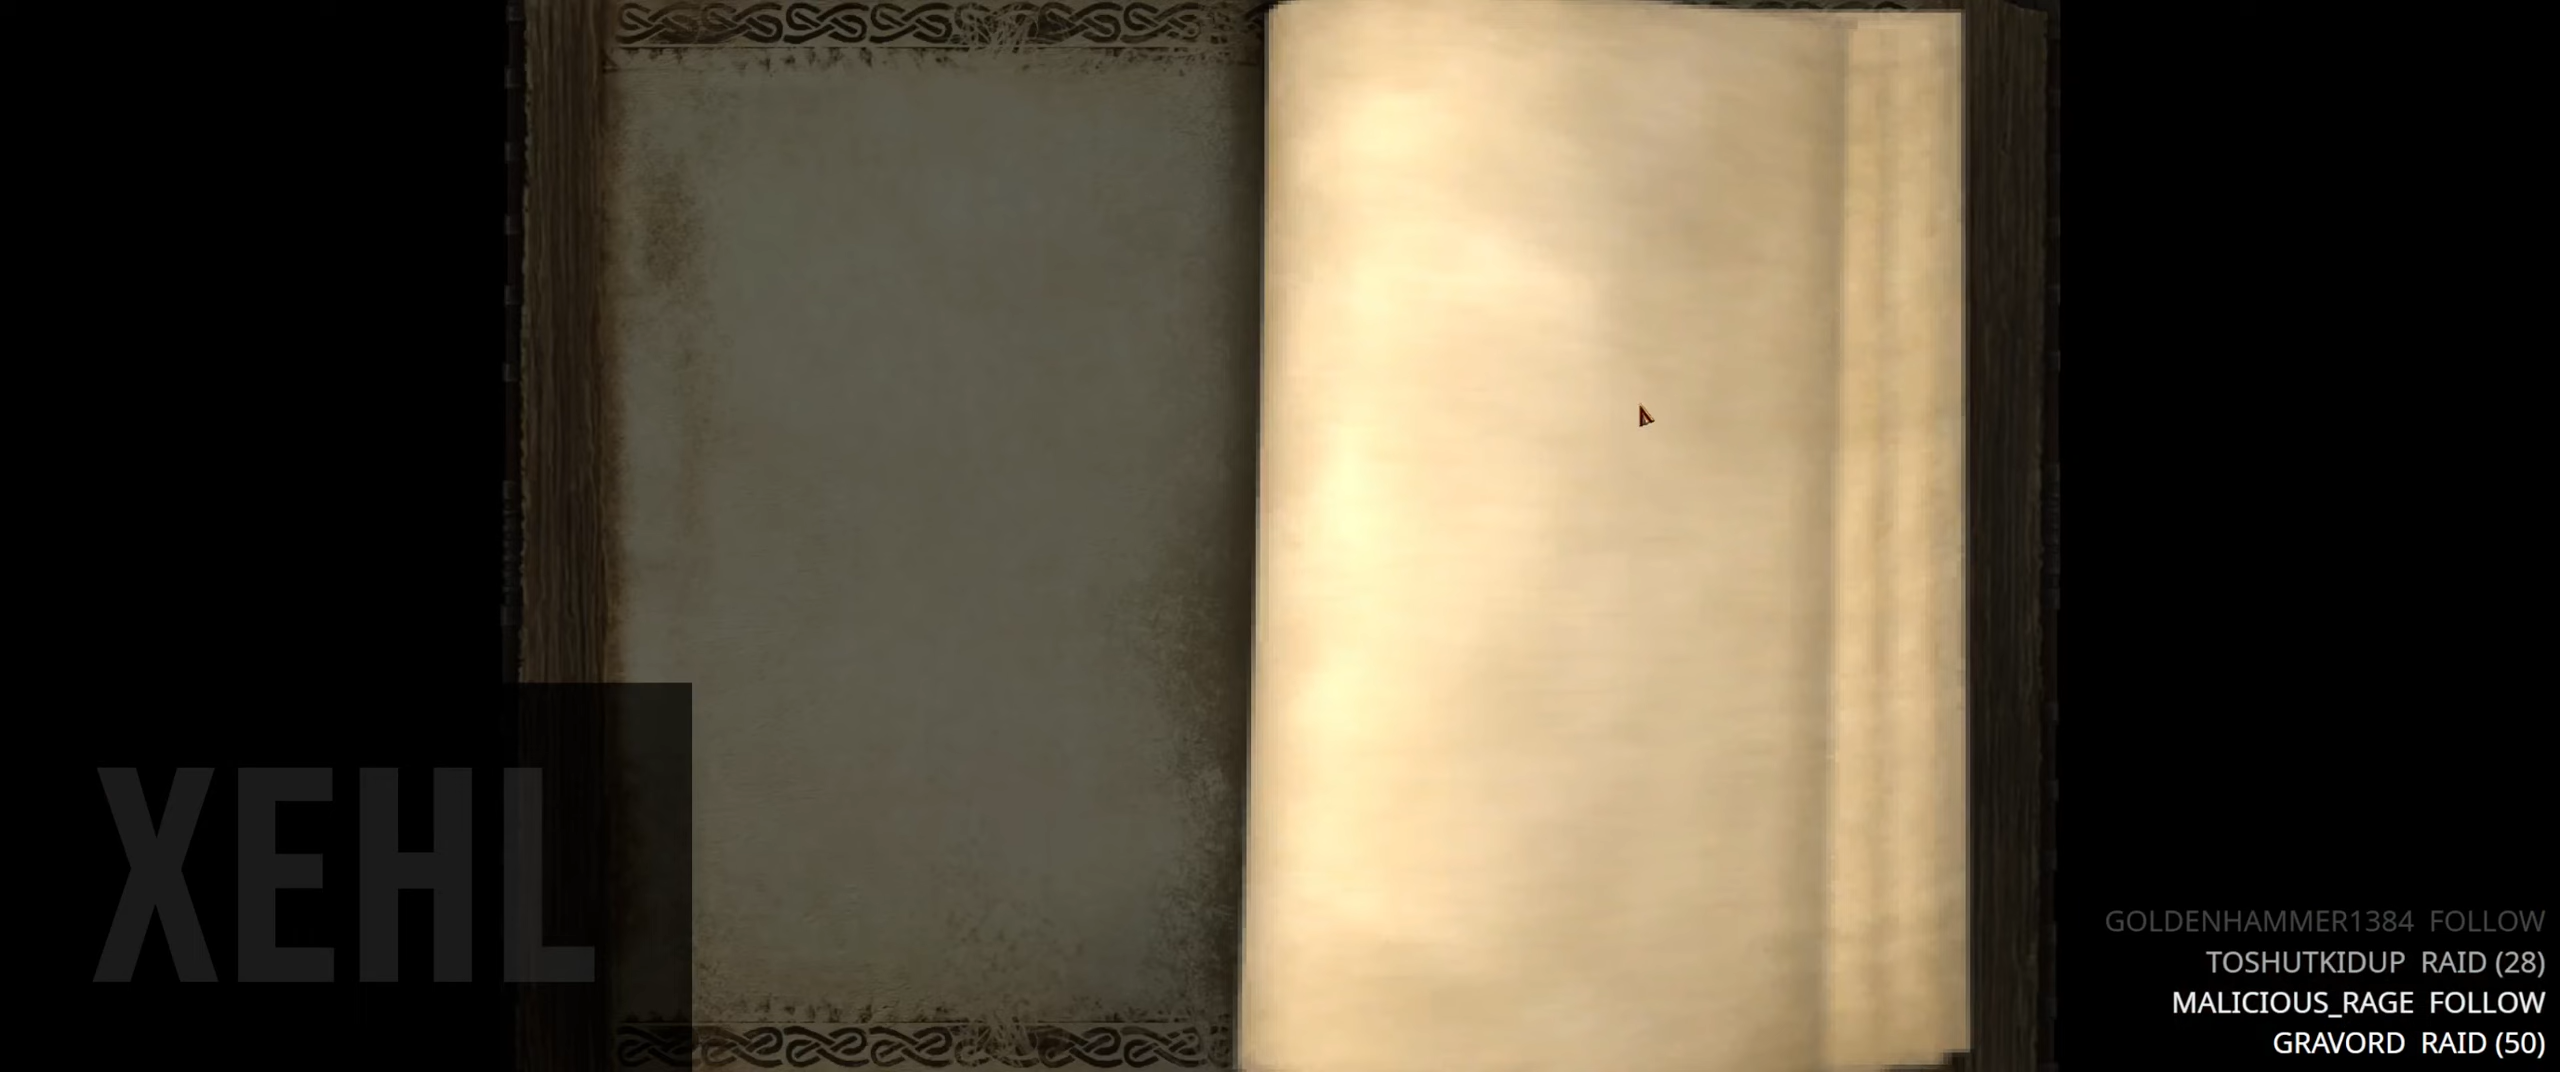 XEHL
GOLDENHAMMER1384 FOLLOW
TOSHUTKIDUP RAID (28)
MALICIOUS_RAGE FOLLOW
GRAVORD RAID (50)